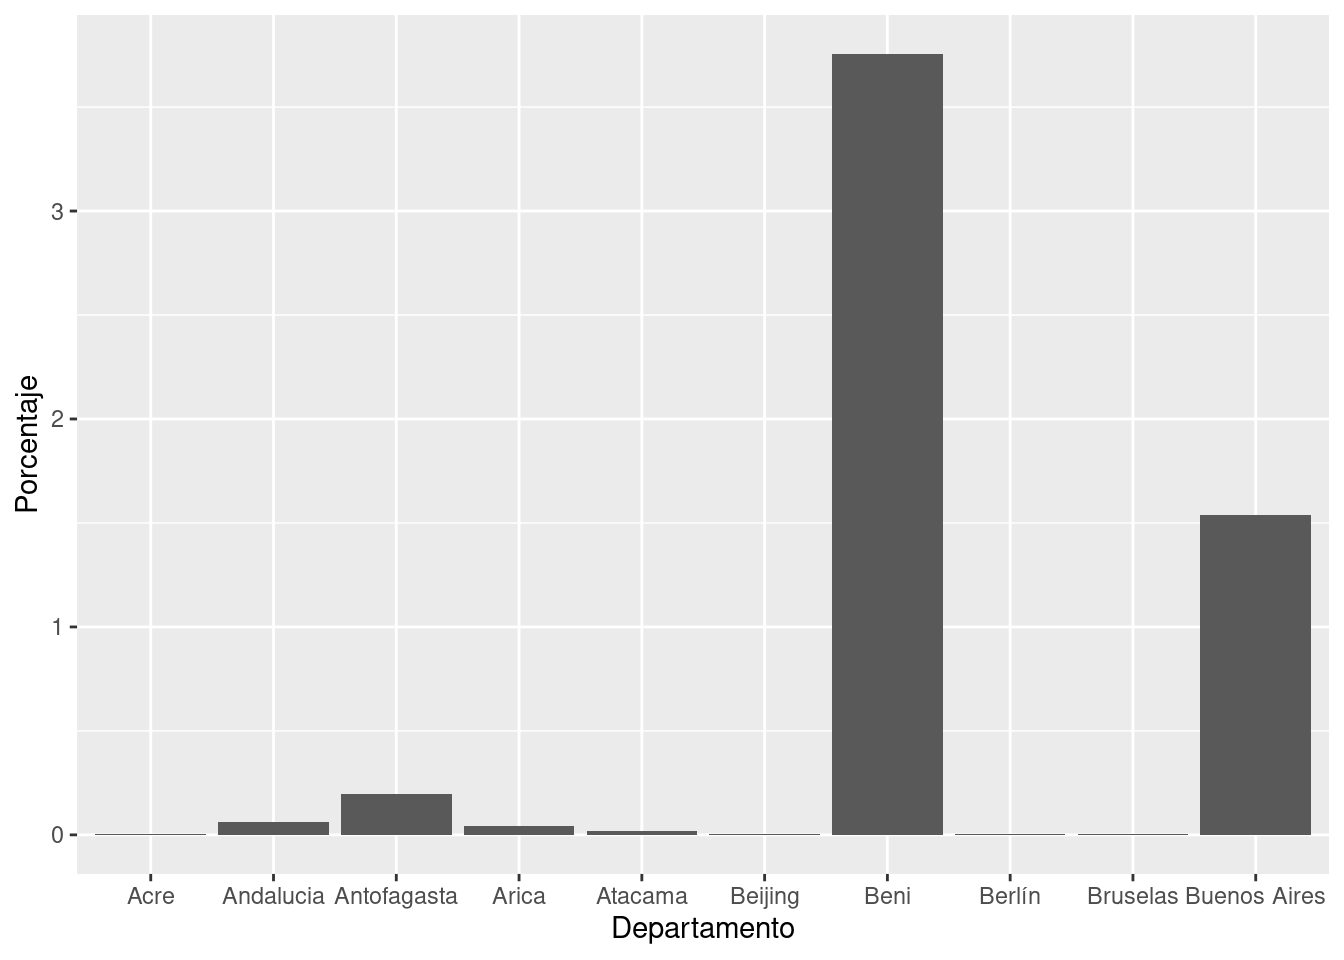 Porcentaje
3
2
1
0
Acre Andalucia Antofagasta Arica Atacama Beijing Beni Berlín Bruselas Buenos Aires
Departamento